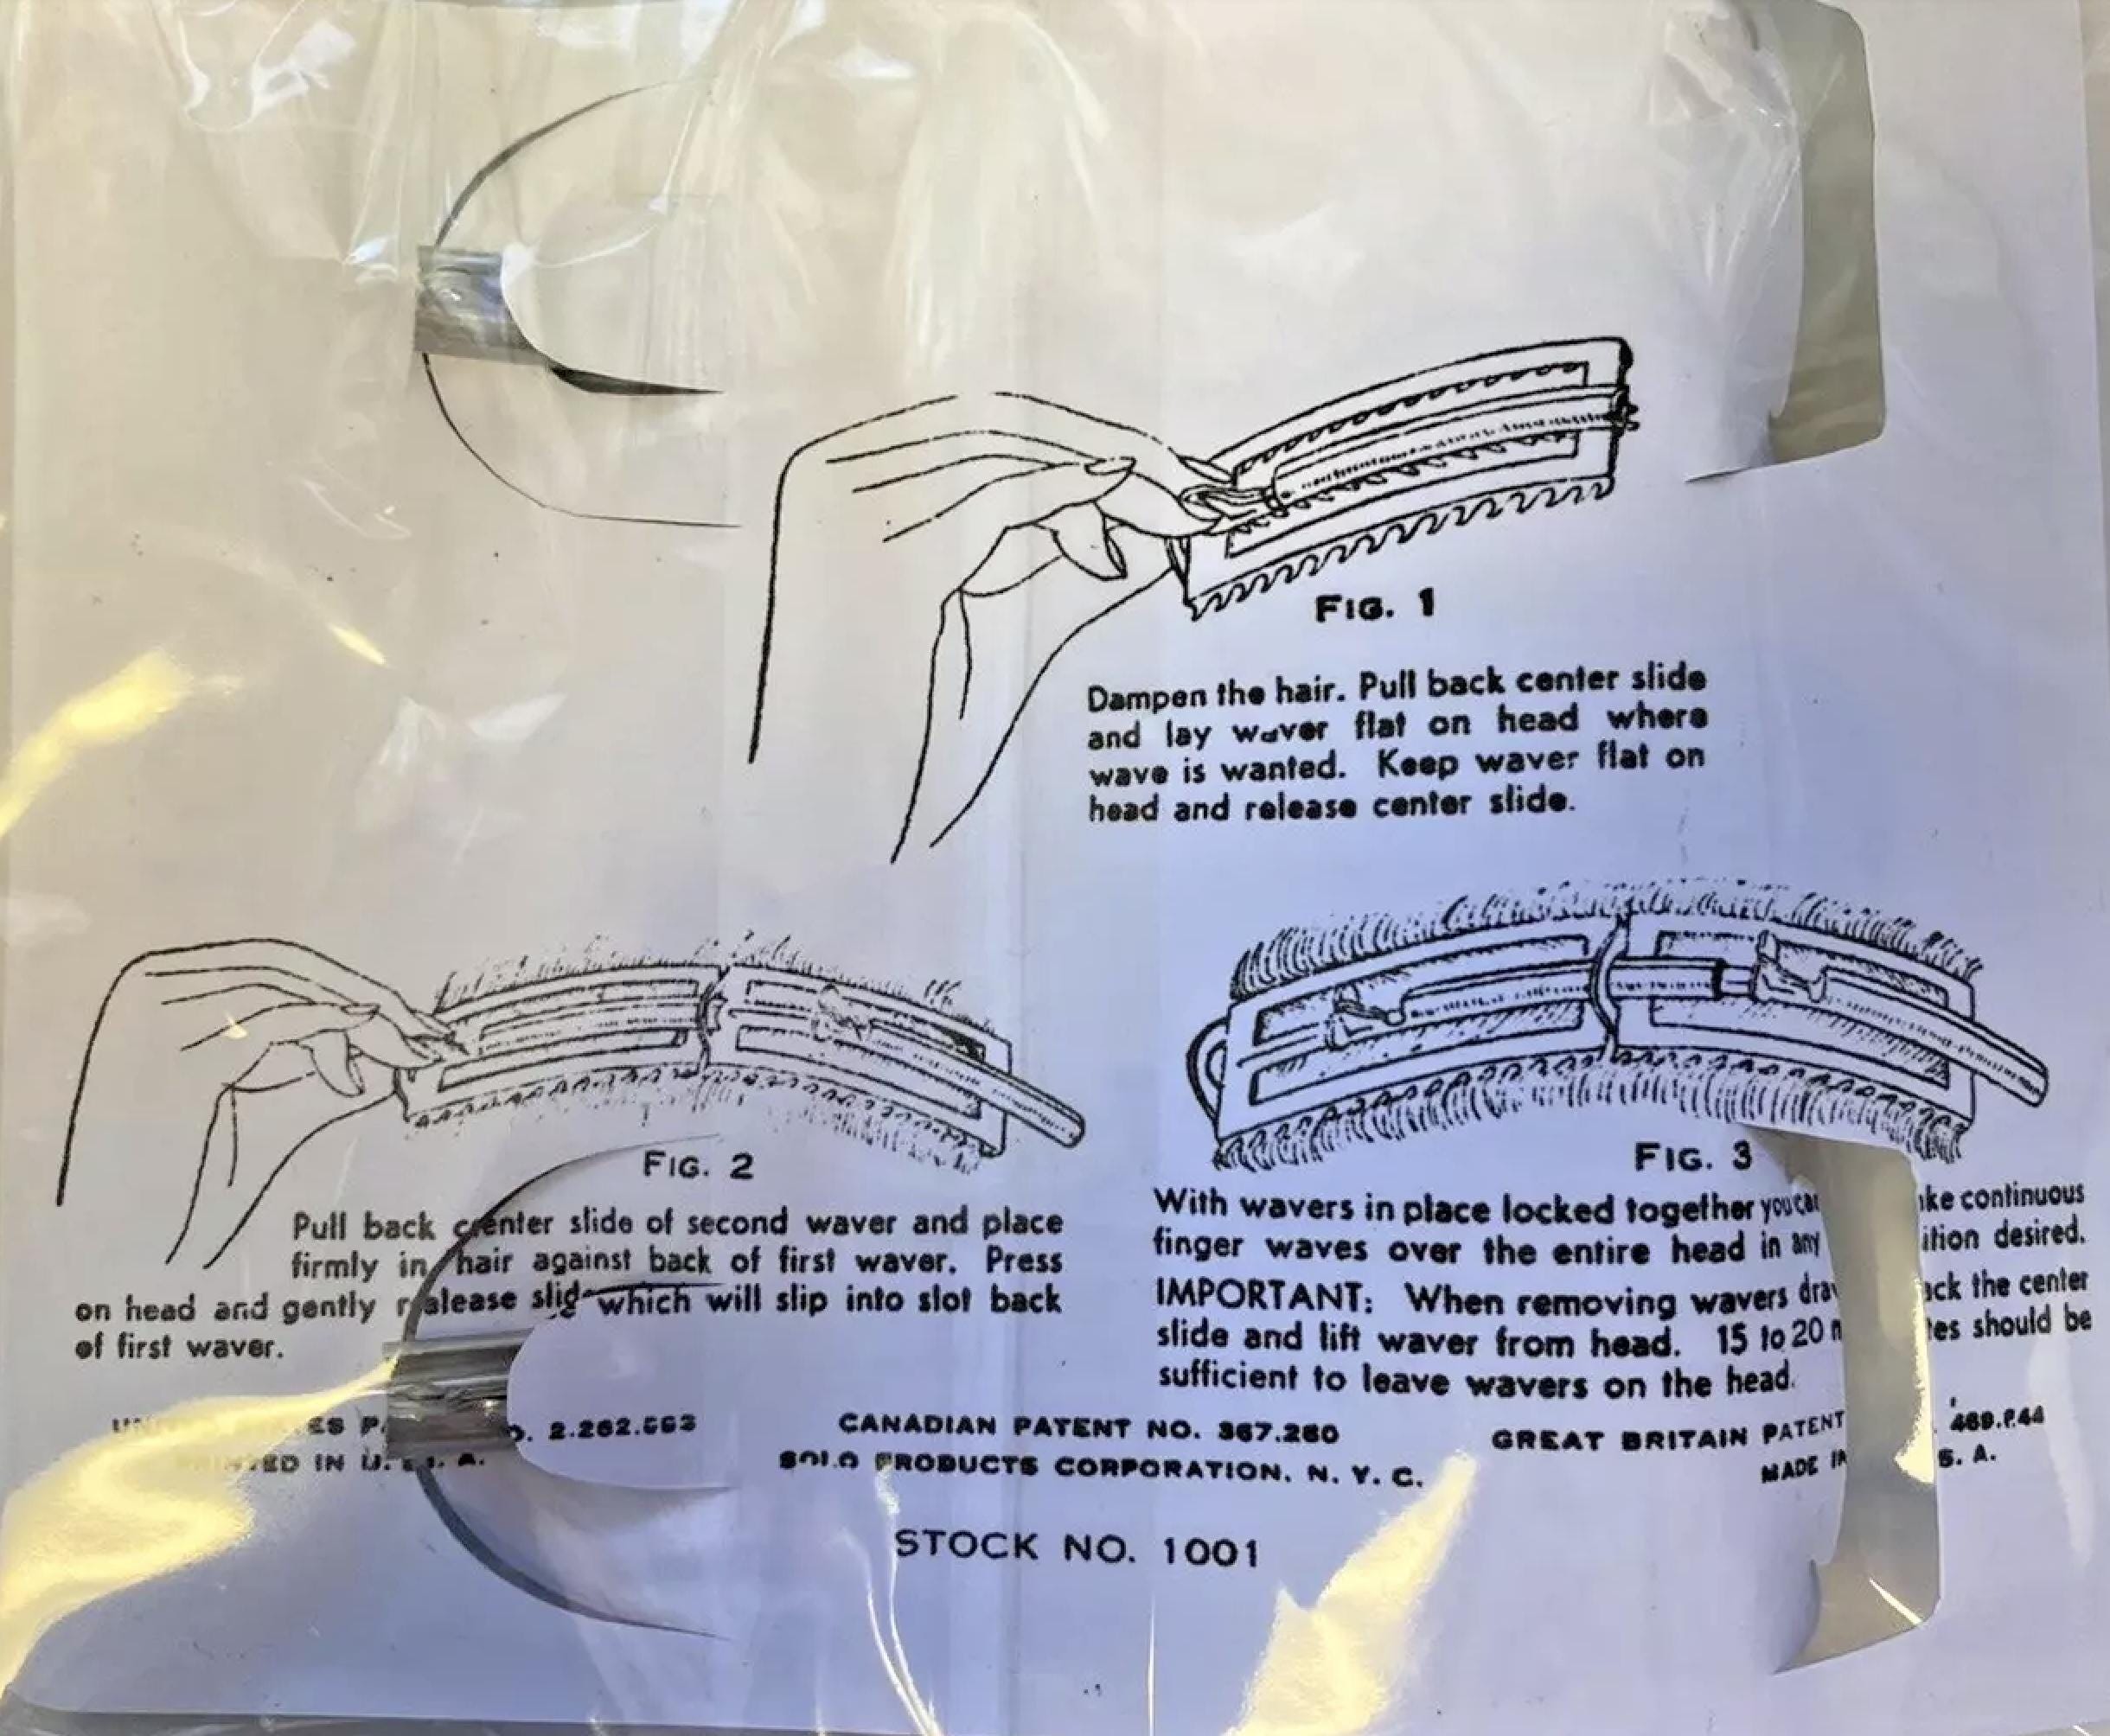 FIG. 1
Dampen the hair. Pull back center slide
and lay waver flat on head where
wave is wanted. Keep waver flat on
head and release center slide.
FIG. 2
Pull back center slide of second waver and place
firmly in hair against back of first waver. Press
on head and gently release slide which will slip into slot back
of first waver.
FIG. 3
With wavers in place locked together you continuous
finger waves over the entire head in any desired.
IMPORTANT: When removing wavers the center
slide and lift waver from head. 15 to 20 should be
sufficient to leave wavers on the head.
CANADIAN PATENT NO. 367.260
GREAT BRITAIN PATENT
PRINTED IN U. S. A.
SOLO PRODUCTS CORPORATION. N. Y. C.
MADE IN S. A.
STOCK NO. 1001